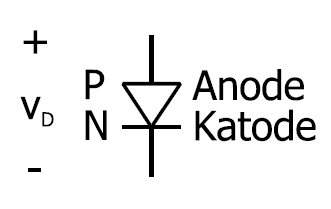 +
P Anode
vD
N Katode
-